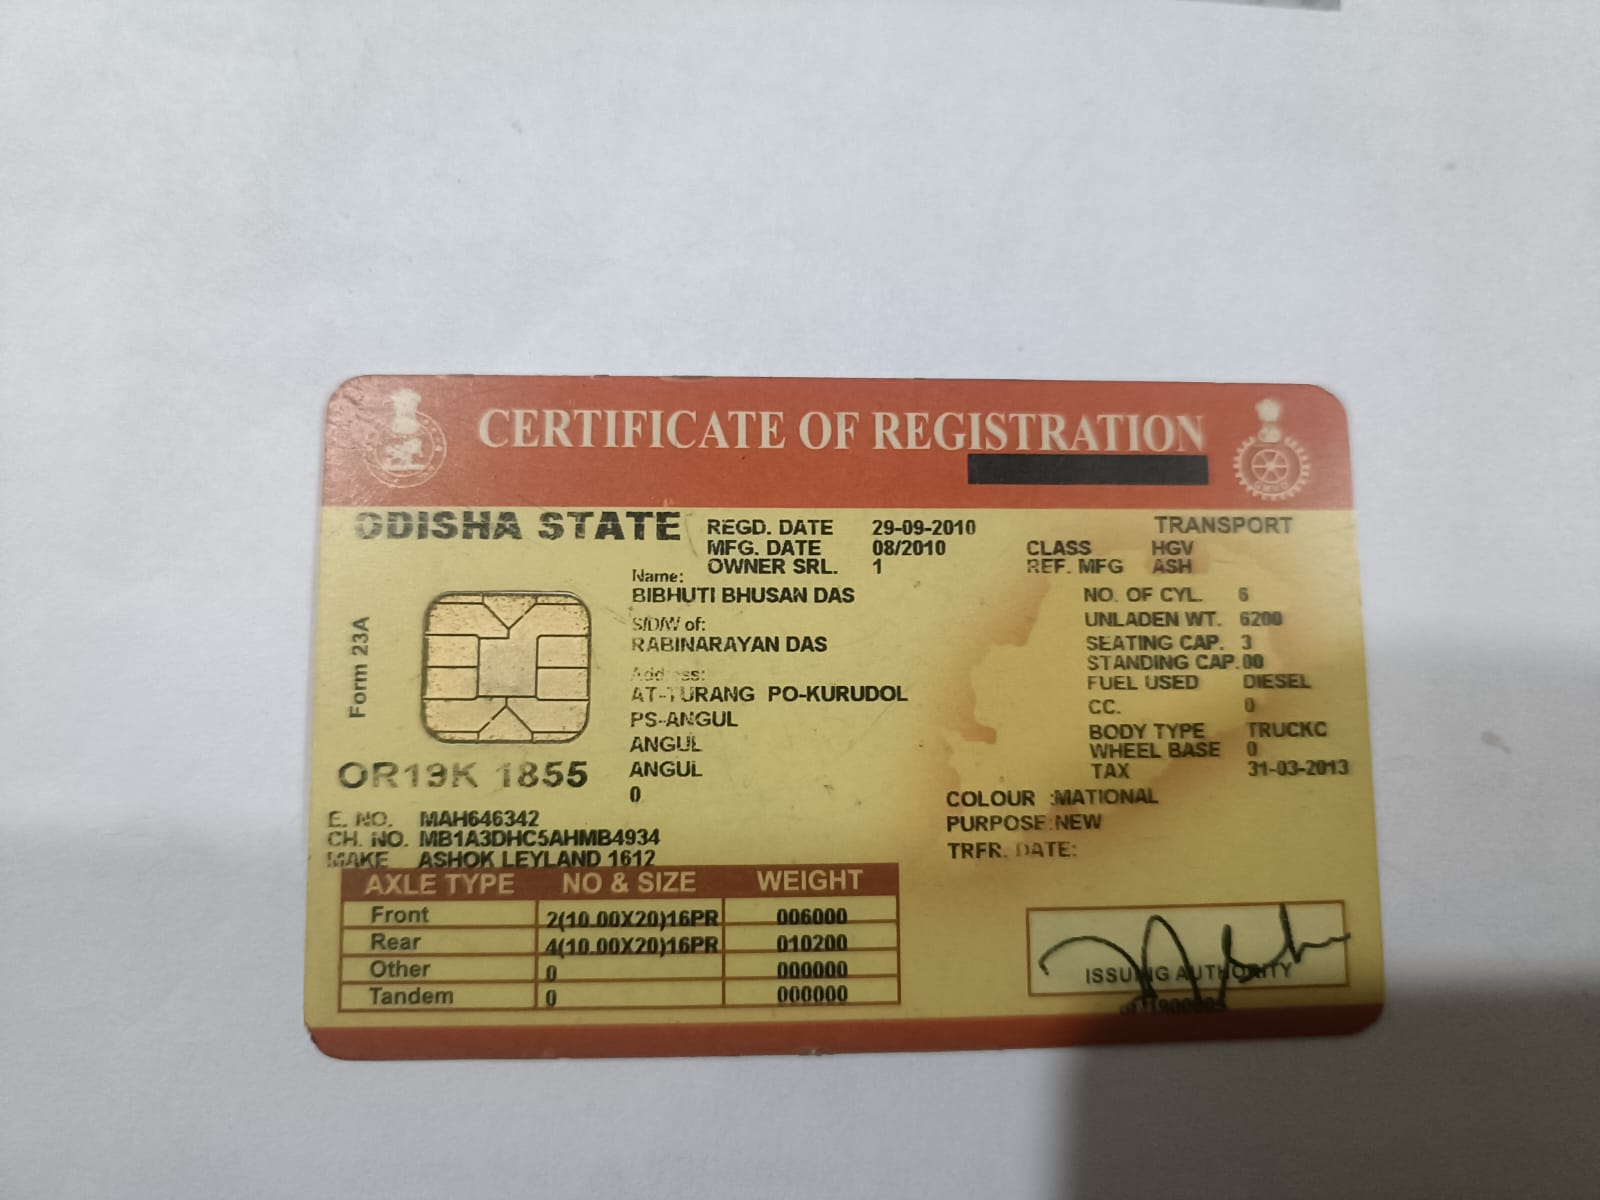 CERTIFICATE OF REGISTRATION
ODISHA STATE
REGD. DATE 29-09-2010
MFG. DATE 08/2010
OWNER SRL. 1
TRANSPORT
CLASS HGV
REF. MFG ASH
Form 23A
Name:
BIBHUTI BHUSAN DAS
S/D/W of:
RABINARAYAN DAS
Address:
AT-TURANG PO-KURUDOL
PS-ANGUL
ANGUL
ANGUL
0
NO. OF CYL. 6
UNLADEN WT. 6200
SEATING CAP. 3
STANDING CAP. 00
FUEL USED DIESEL
CC. 0
BODY TYPE TRUCKC
WHEEL BASE 0
TAX 31-03-2013
COLOUR :MATIONAL
PURPOSE:NEW
TRFR. DATE:
OR19K 1855
E. NO. MAH646342
CH. NO. MB1A3DHC5AHMB4934
MAKE ASHOK LEYLAND 1612
AXLE TYPE NO & SIZE WEIGHT
Front 2(10.00X20)16PR 006000
Rear 4(10.00X20)16PR 010200
Other 0 000000
Tandem 0 000000
ISSUING AUTHORITY